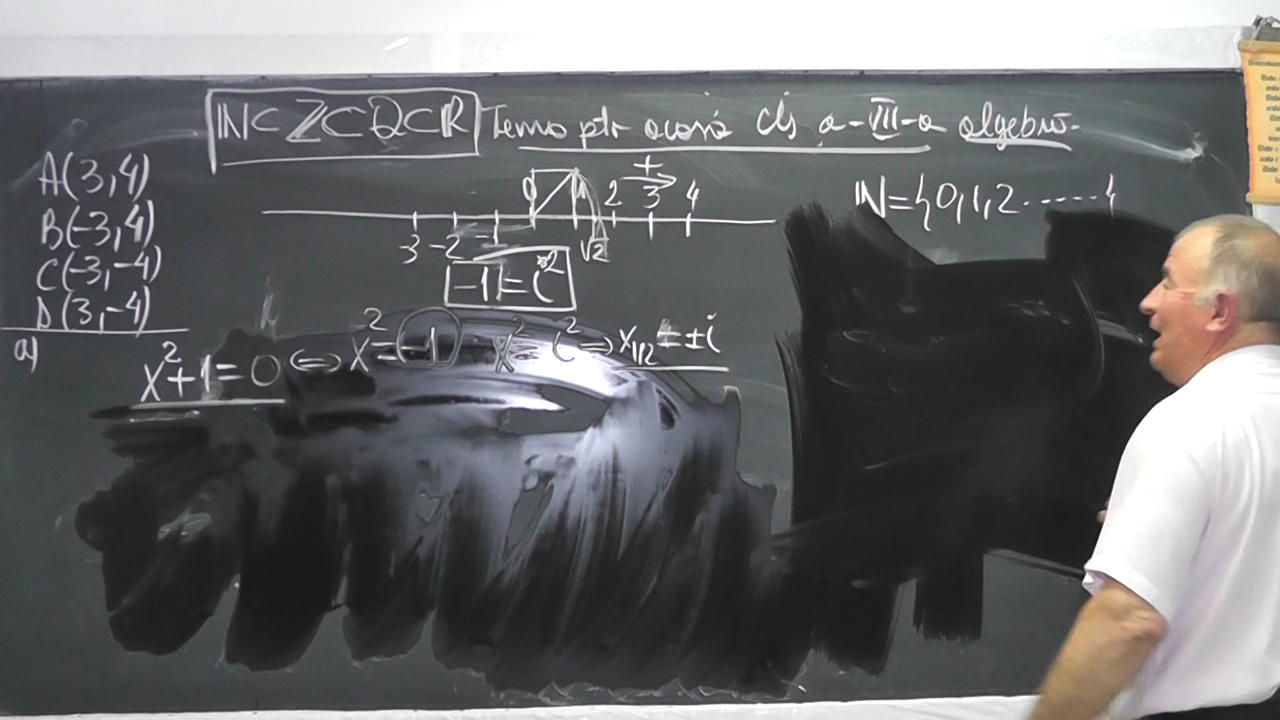 ℕ⊂ℤ⊂ℚ⊂ℝ Temă ptr acasă cls a-VII-a algebră.
A(3,4)
B(-3,4)
C(-3,-4)
D(3,-4)
a)
+
0 1 2 3 4
-3 -2 -1 √2
ℕ={0,1,2......}
-1=i²
x²+1=0 ⇔ x²=-1 x²=i² ⇒ x₁/₂=±i